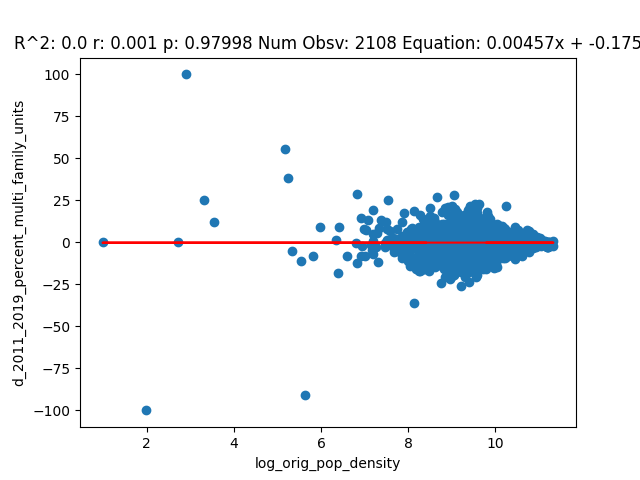 R^2: 0.0 r: 0.001 p: 0.97998 Num Obsv: 2108 Equation: 0.00457x + -0.175
d_2011_2019_percent_multi_family_units
100
75
50
25
0
−25
−50
−75
−100
2 4 6 8 10
log_orig_pop_density